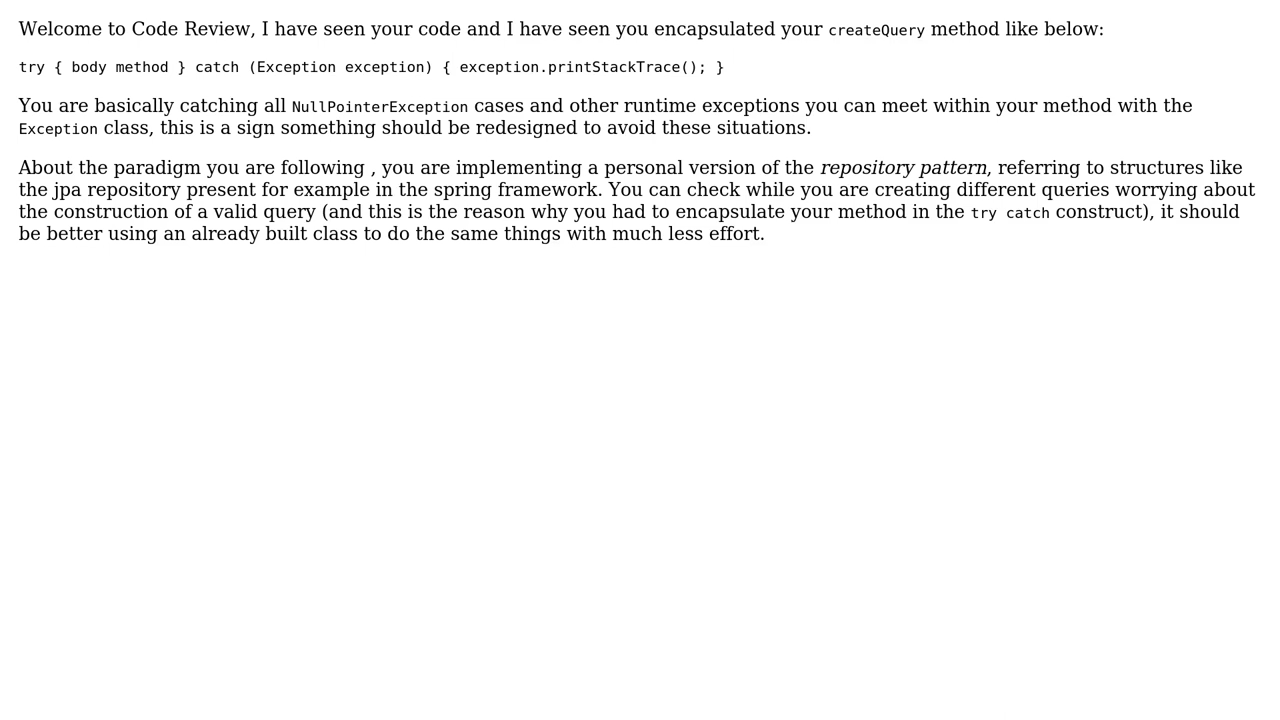 Welcome to Code Review, I have seen your code and I have seen you encapsulated your createQuery method like below:
try { body method } catch (Exception exception) { exception.printStackTrace(); }
You are basically catching all NullPointerException cases and other runtime exceptions you can meet within your method with the
Exception class, this is a sign something should be redesigned to avoid these situations.
About the paradigm you are following , you are implementing a personal version of the repository pattern, referring to structures like
the jpa repository present for example in the spring framework. You can check while you are creating different queries worrying about
the construction of a valid query (and this is the reason why you had to encapsulate your method in the try catch construct), it should
be better using an already built class to do the same things with much less effort.